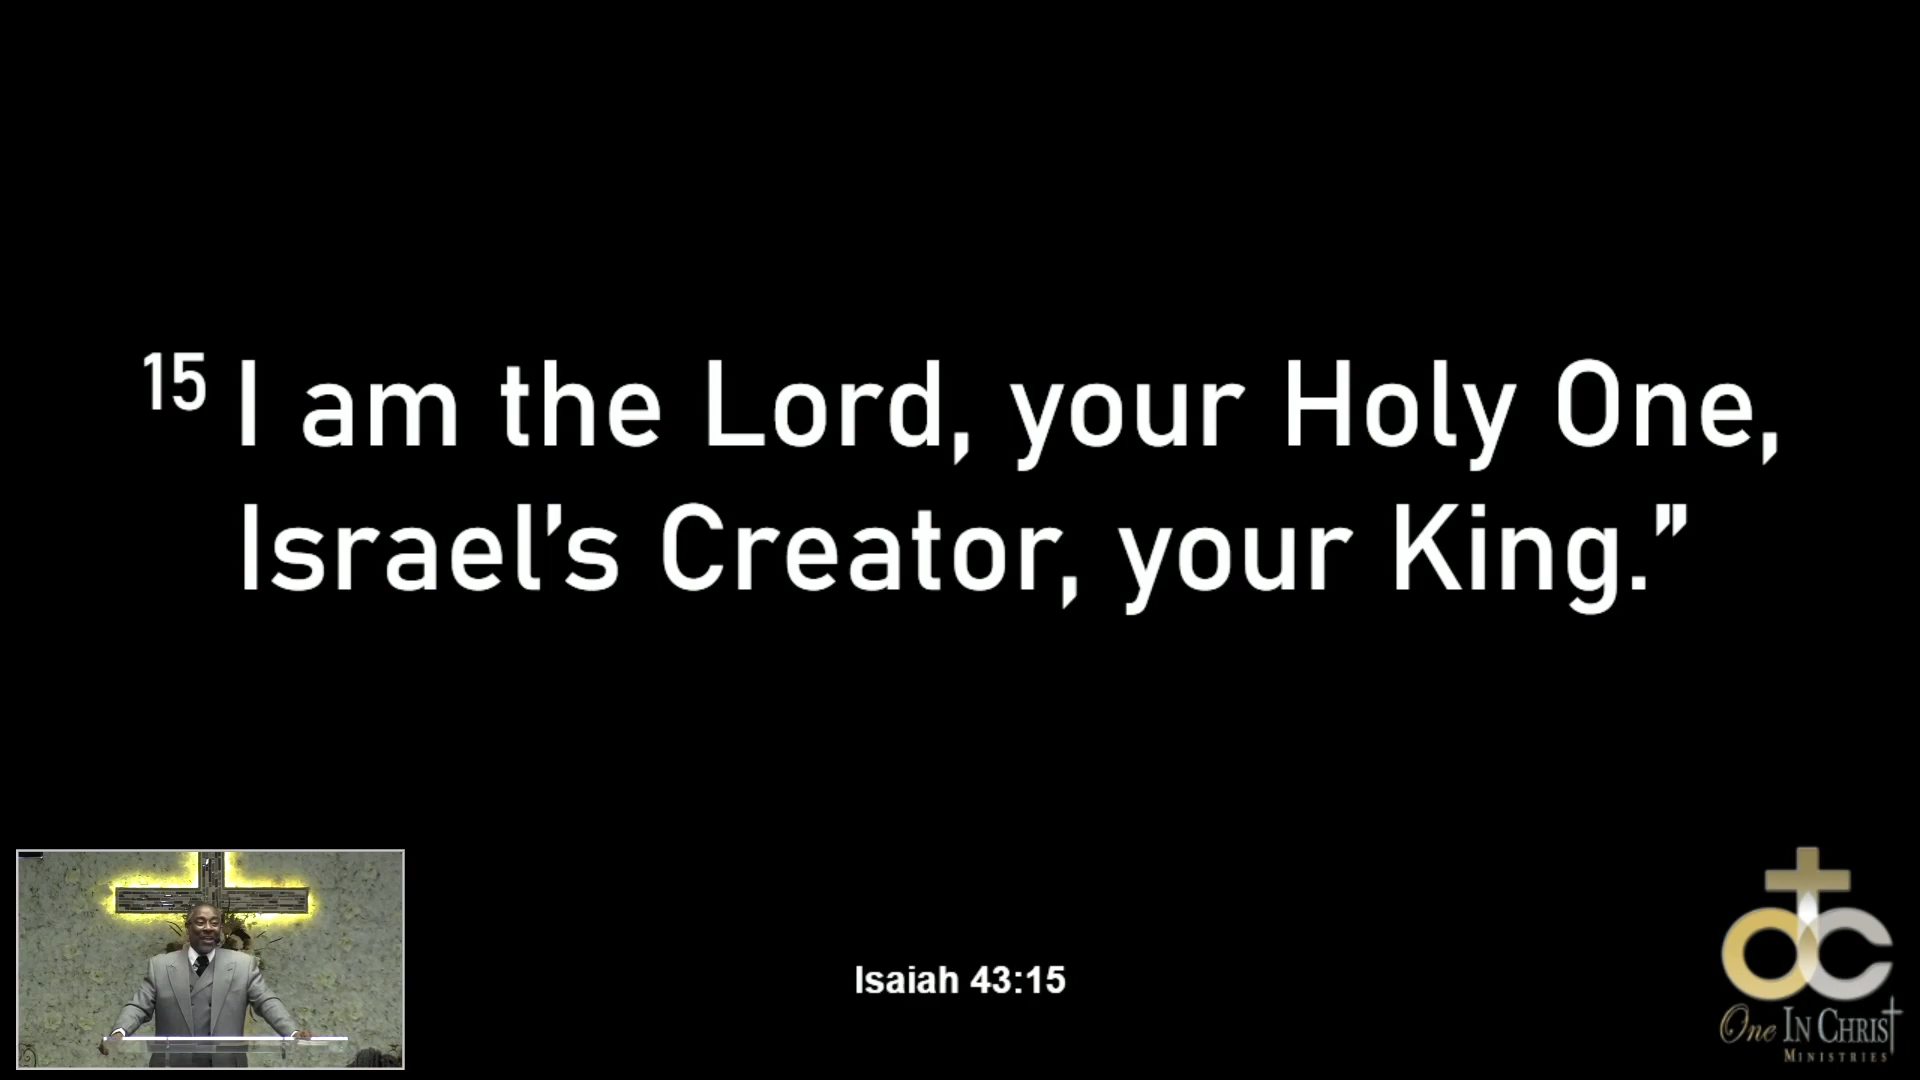 15 I am the Lord, your Holy One,
Israel’s Creator, your King.”
Isaiah 43:15
One IN CHRIST
MINISTRIES